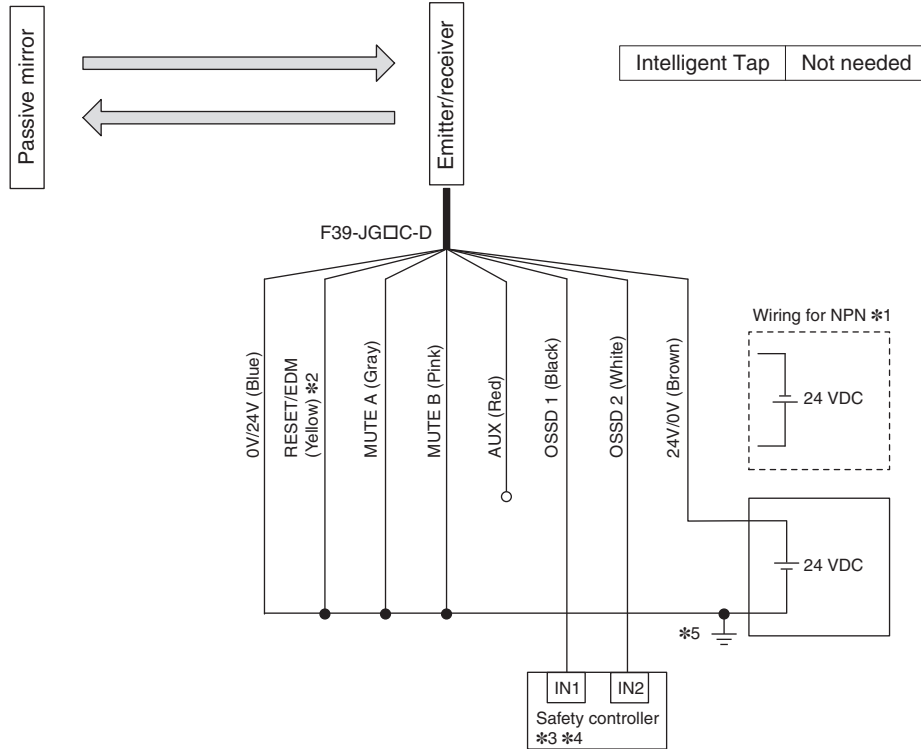 Passive mirror
Emitter/receiver
Intelligent Tap Not needed
F39-JG□C-D
0V/24V (Blue)
RESET/EDM
(Yellow) ✱2
MUTE A (Gray)
MUTE B (Pink)
AUX (Red)
OSSD 1 (Black)
OSSD 2 (White)
24V/0V (Brown)
Wiring for NPN ✱1
24 VDC
24 VDC
✱5
IN1 IN2
Safety controller
✱3 ✱4